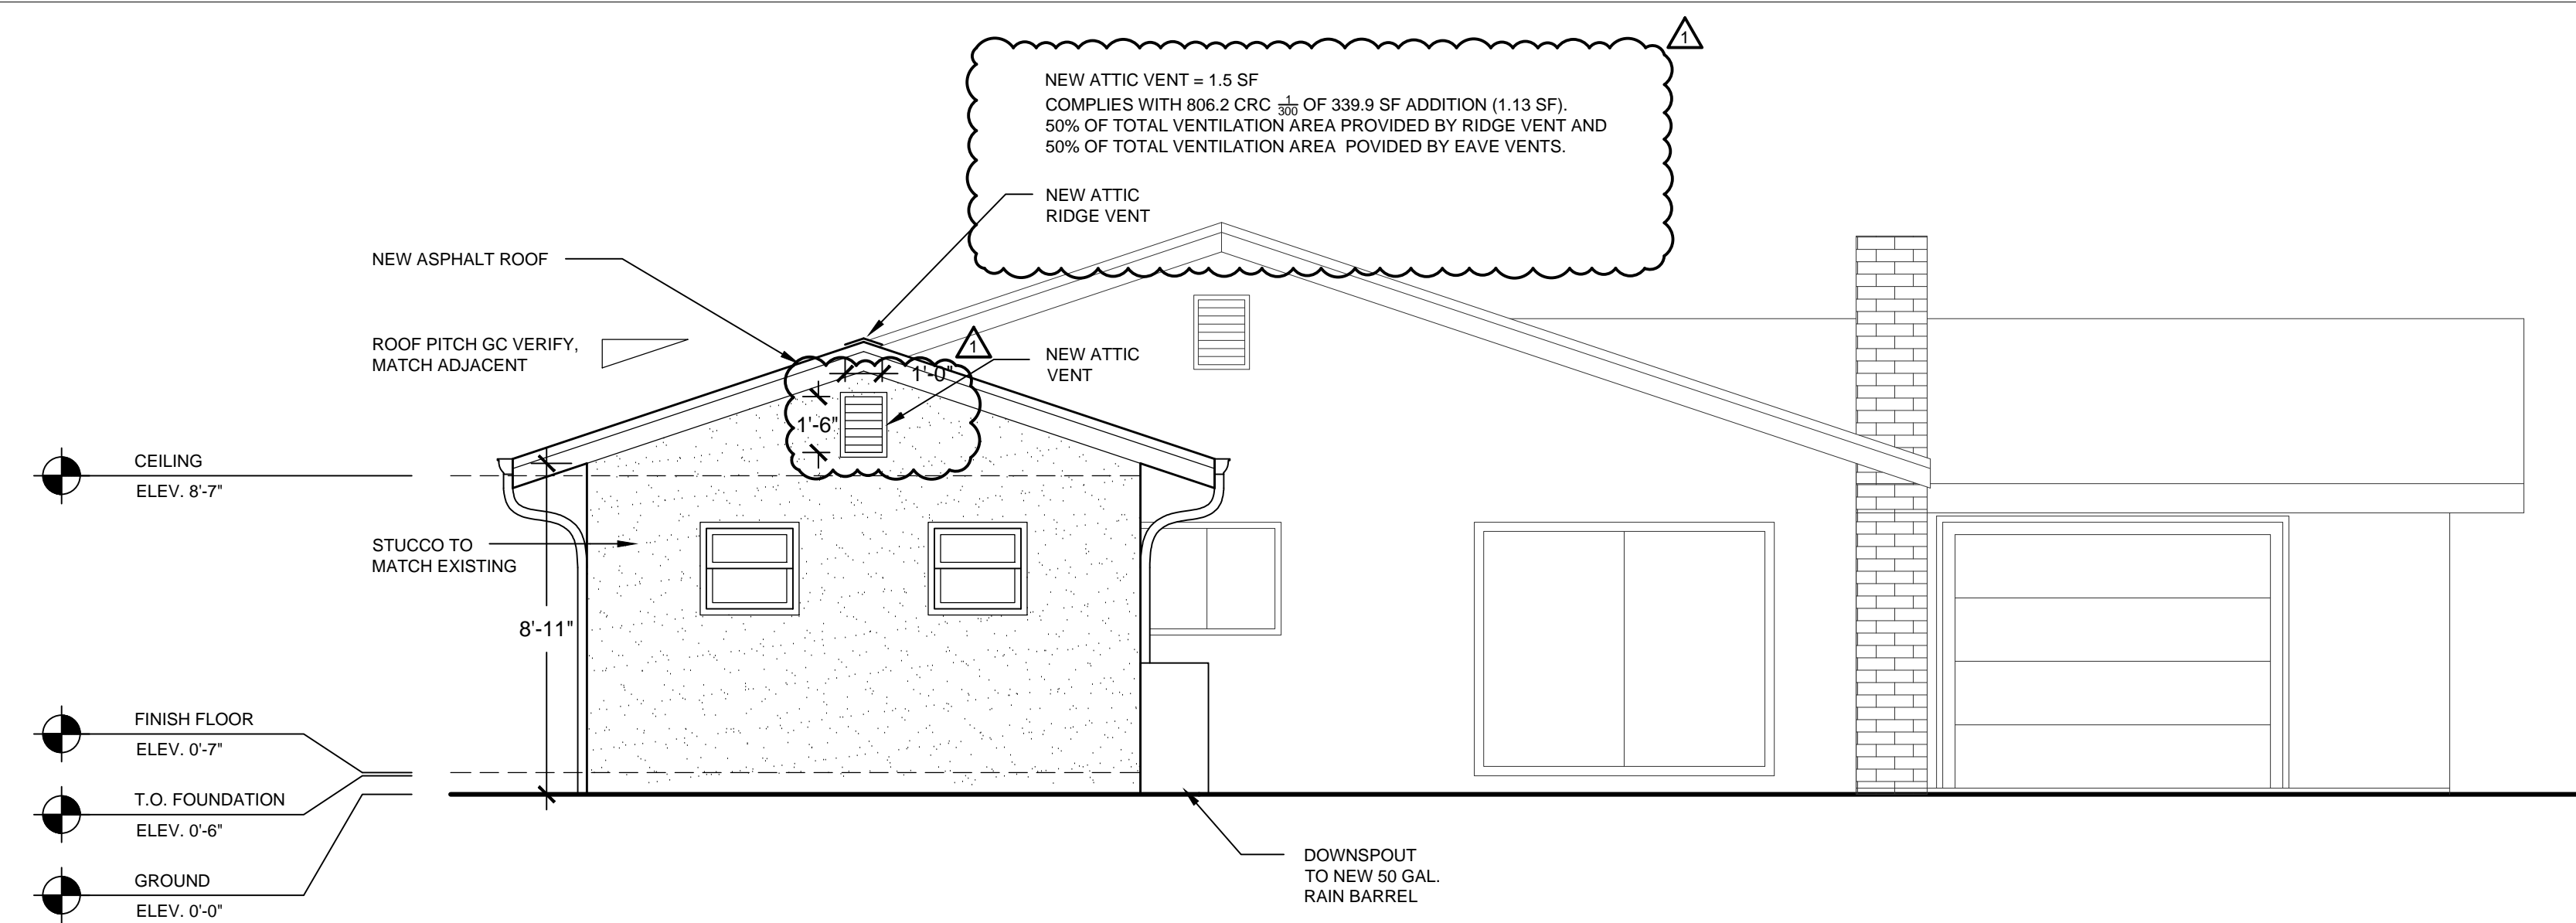 1
NEW ATTIC VENT = 1.5 SF
COMPLIES WITH 806.2 CRC 1/300 OF 339.9 SF ADDITION (1.13 SF).
50% OF TOTAL VENTILATION AREA PROVIDED BY RIDGE VENT AND
50% OF TOTAL VENTILATION AREA POVIDED BY EAVE VENTS.
NEW ATTIC
RIDGE VENT
NEW ASPHALT ROOF
ROOF PITCH GC VERIFY,
MATCH ADJACENT
1
NEW ATTIC
VENT
1'-0"
1'-6"
CEILING
ELEV. 8'-7"
STUCCO TO
MATCH EXISTING
8'-11"
FINISH FLOOR
ELEV. 0'-7"
T.O. FOUNDATION
ELEV. 0'-6"
GROUND
ELEV. 0'-0"
DOWNSPOUT
TO NEW 50 GAL.
RAIN BARREL